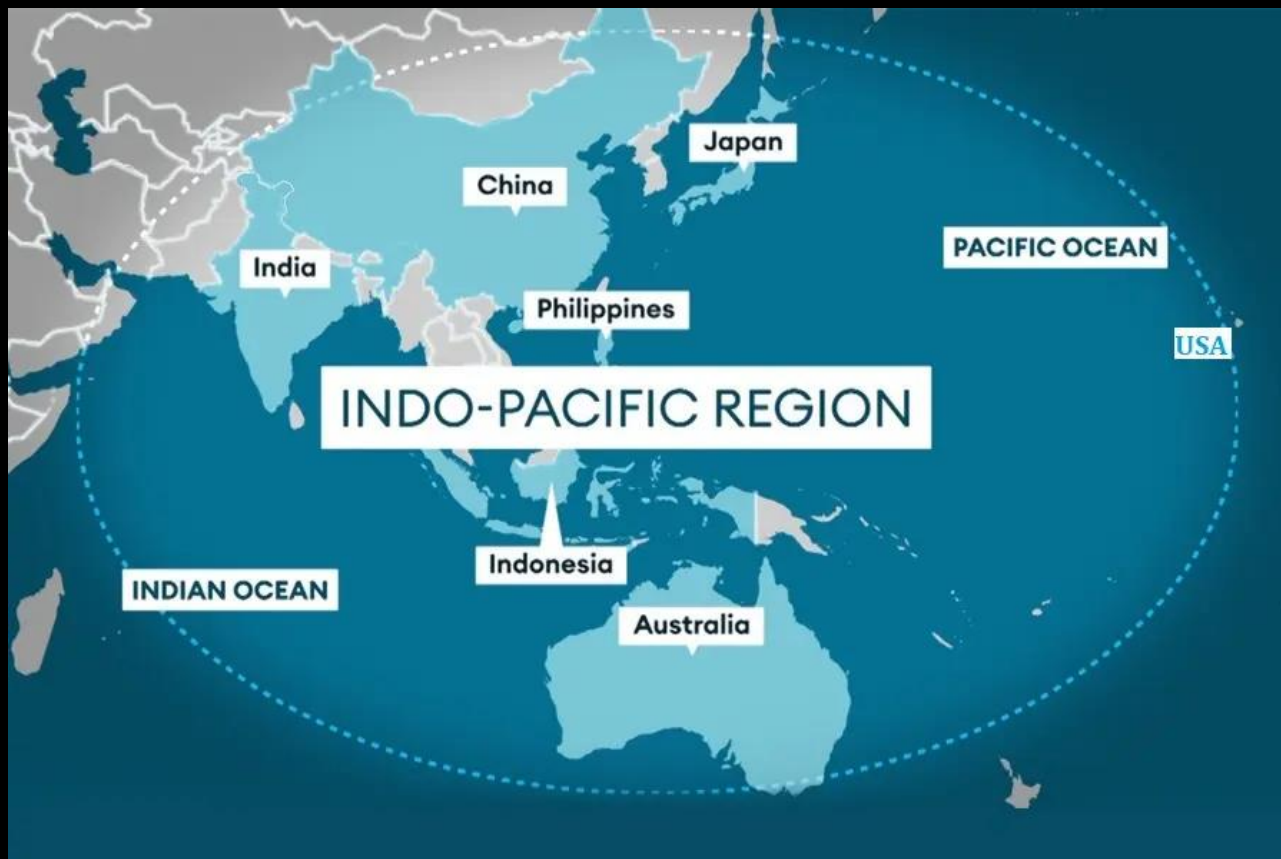 Japan
China
PACIFIC OCEAN
India
Philippines
USA
INDO-PACIFIC REGION
Indonesia
INDIAN OCEAN
Australia